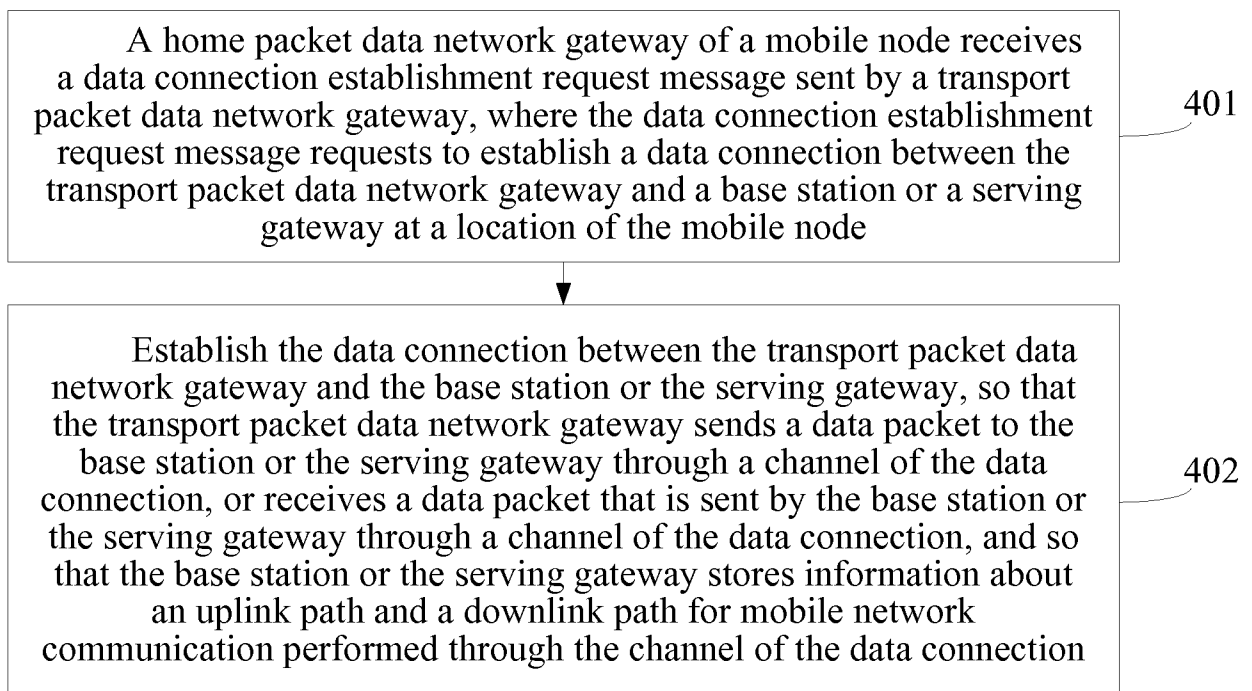 A home packet data network gateway of a mobile node receives
a data connection establishment request message sent by a transport
packet data network gateway, where the data connection establishment
request message requests to establish a data connection between the
transport packet data network gateway and a base station or a serving
gateway at a location of the mobile node
401
Establish the data connection between the transport packet data
network gateway and the base station or the serving gateway, so that
the transport packet data network gateway sends a data packet to the
base station or the serving gateway through a channel of the data
connection, or receives a data packet that is sent by the base station or
the serving gateway through a channel of the data connection, and so
that the base station or the serving gateway stores information about
an uplink path and a downlink path for mobile network
communication performed through the channel of the data connection
402